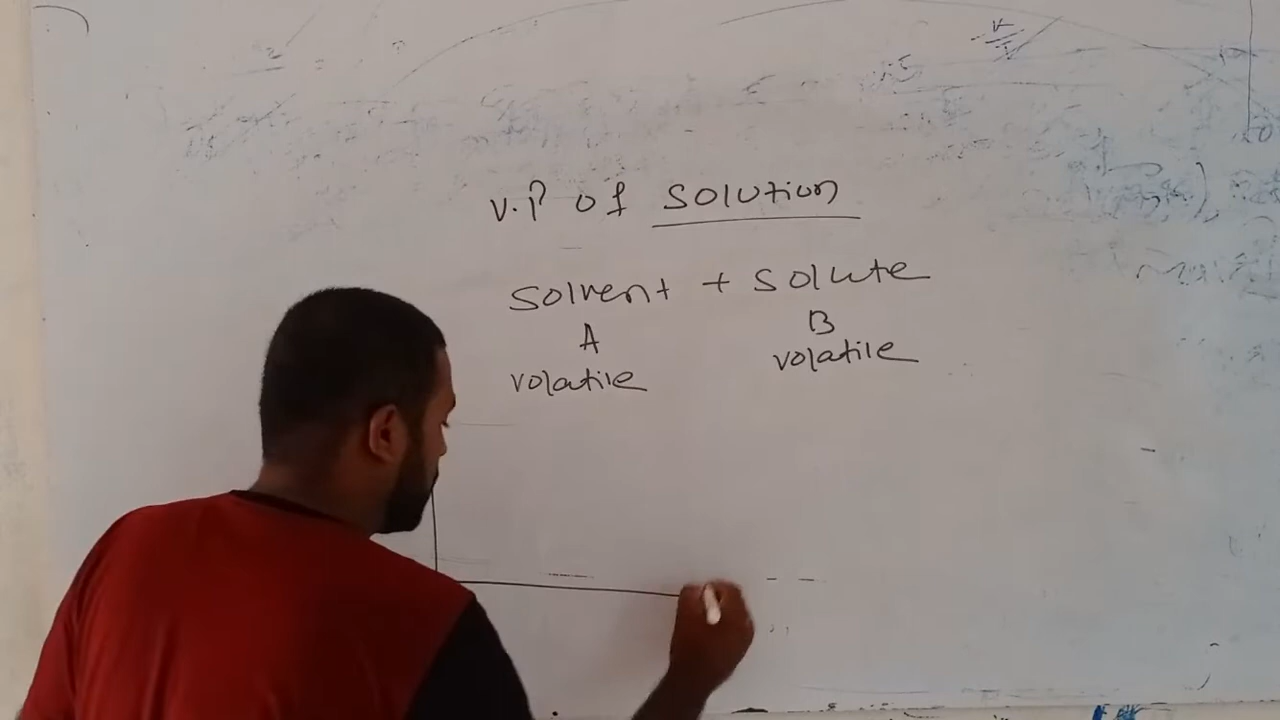 V.P of solution
solvent + solute
A B
volatile volatile